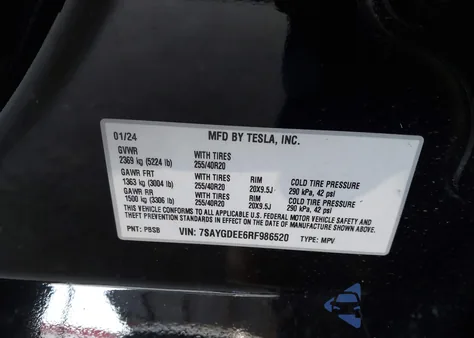 01/24 MFD BY TESLA, INC.
GVWR
2369 kg (5224 lb) WITH TIRES 255/40R20
GAWR FRT
1363 kg (3004 lb) WITH TIRES 255/40R20 RIM 20X9.5J COLD TIRE PRESSURE 290 kPa, 42 psi
GAWR RR
1500 kg (3306 lb) WITH TIRES 255/40R20 RIM 20X9.5J COLD TIRE PRESSURE 290 kPa, 42 psi
THIS VEHICLE CONFORMS TO ALL APPLICABLE U.S. FEDERAL MOTOR VEHICLE SAFETY AND
THEFT PREVENTION STANDARDS IN EFFECT ON THE DATE OF MANUFACTURE SHOWN ABOVE.
PNT: PBSB VIN: 7SAYGDEE6RF986520 TYPE: MPV